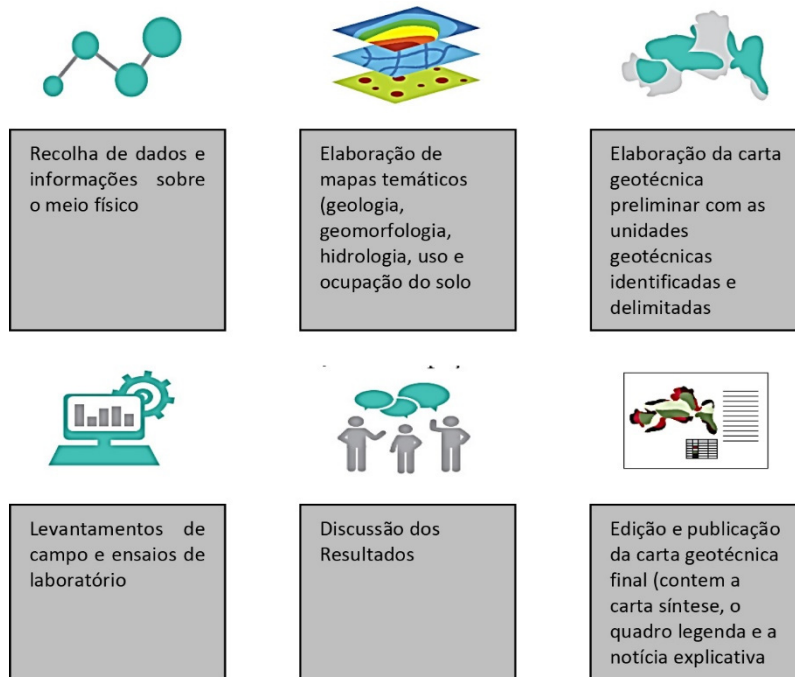 Recolha de dados e
informações sobre
o meio físico
Elaboração de
mapas temáticos
(geologia,
geomorfologia,
hidrologia, uso e
ocupação do solo
Elaboração da carta
geotécnica
preliminar com as
unidades
geotécnicas
identificadas e
delimitadas
Levantamentos de
campo e ensaios de
laboratório
Discussão dos
Resultados
Edição e publicação
da carta geotécnica
final (contem a
carta síntese, o
quadro legenda e a
notícia explicativa